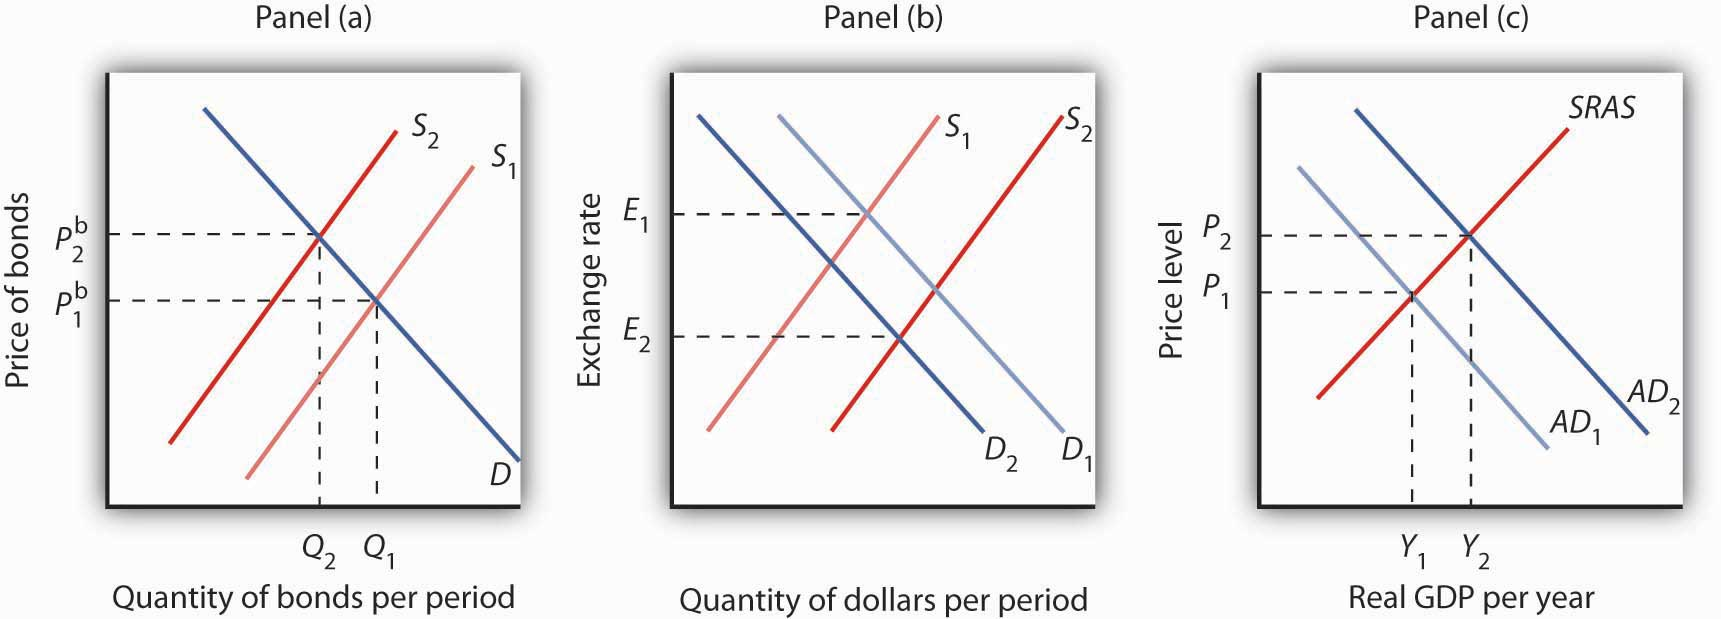 Panel (a)
Price of bonds
P2b
P1b
S2
S1
D
Q2 Q1
Quantity of bonds per period
Panel (b)
Exchange rate
E1
E2
S1
S2
D2
D1
Quantity of dollars per period
Panel (c)
Price level
P2
P1
SRAS
AD2
AD1
Y1 Y2
Real GDP per year